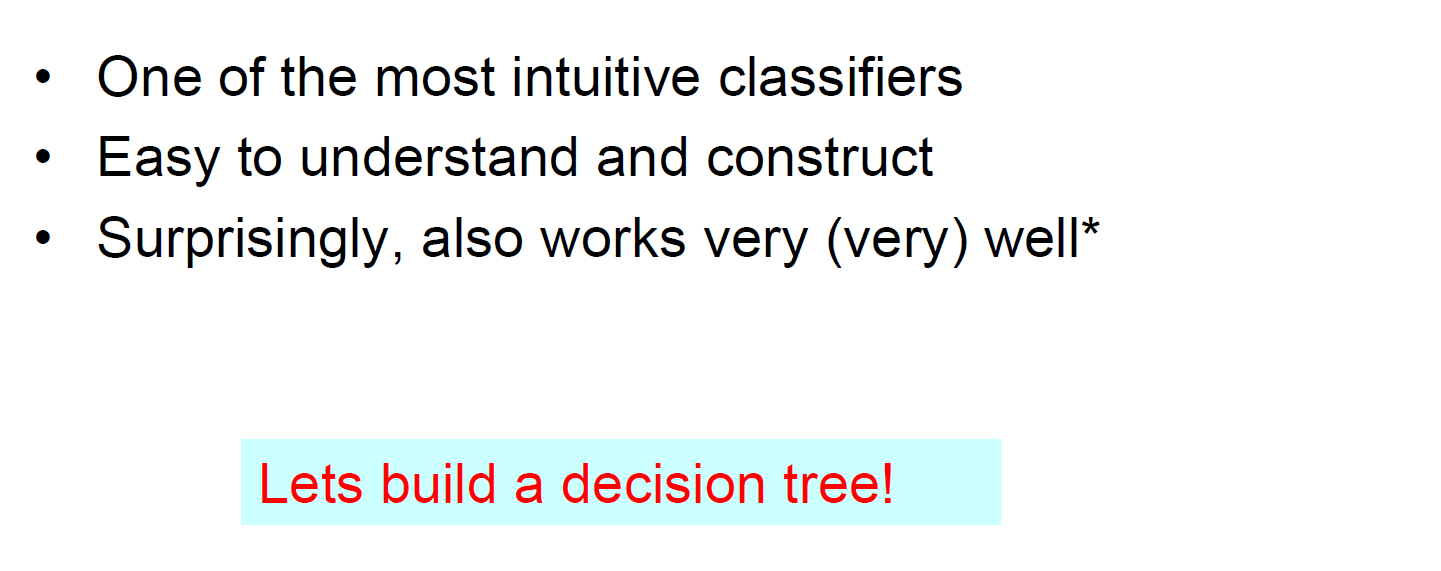 • One of the most intuitive classifiers
• Easy to understand and construct
• Surprisingly, also works very (very) well*
Lets build a decision tree!